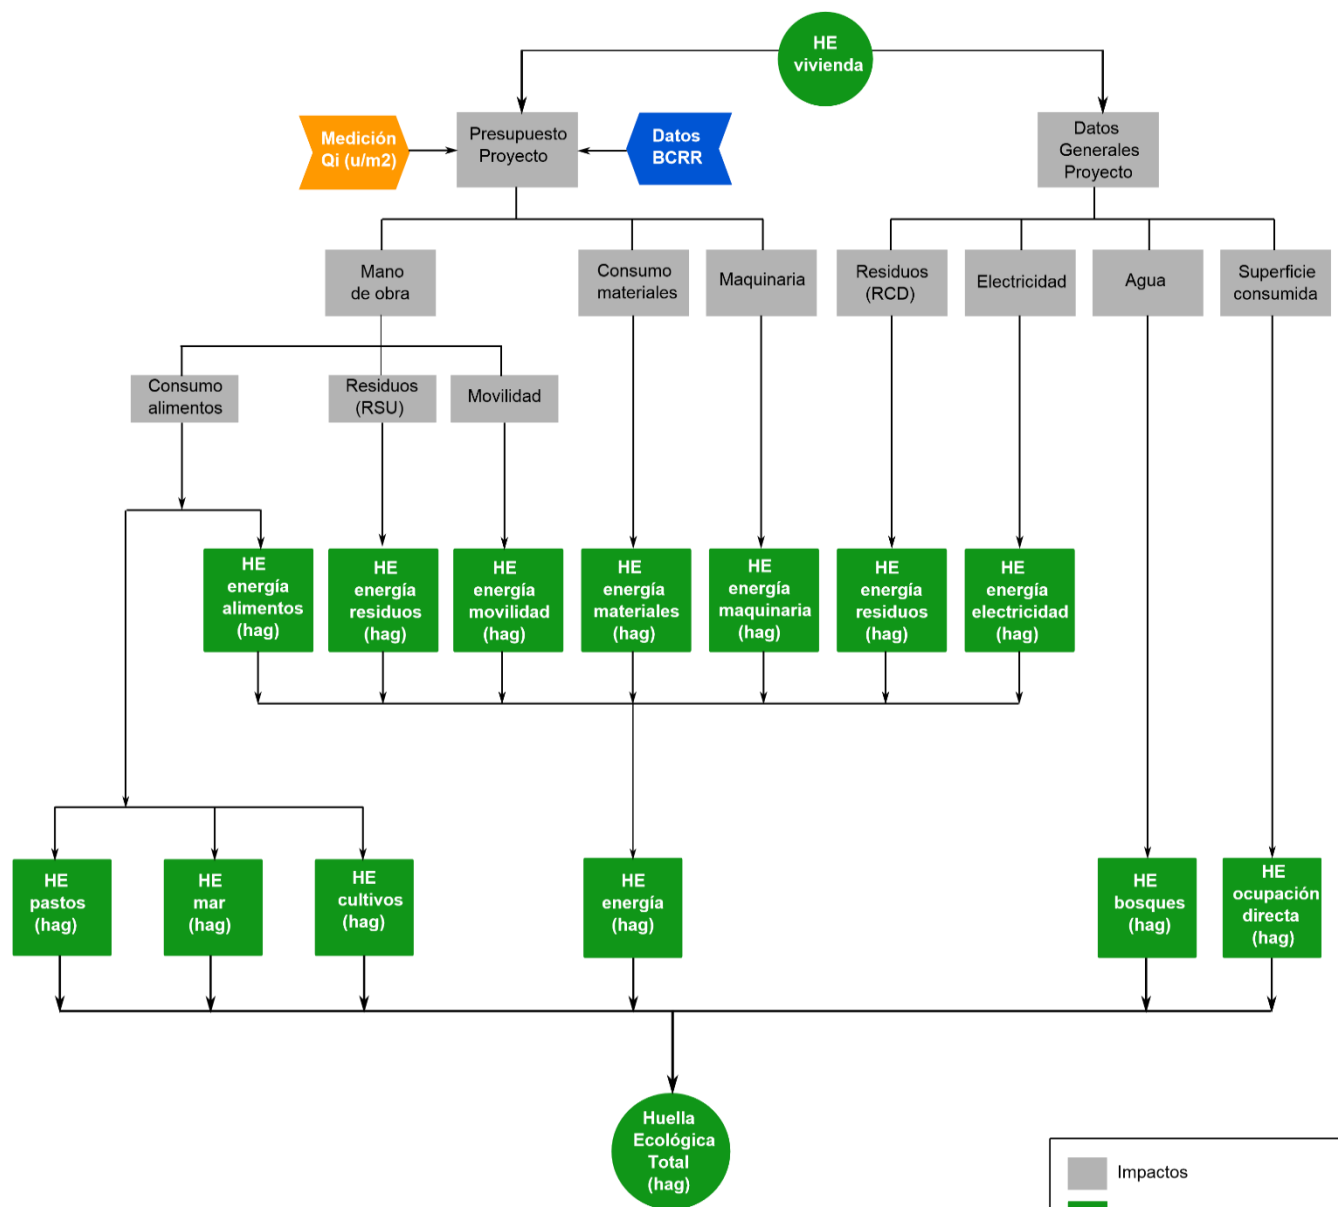 HE
vivienda
Medición
Qi (u/m2)
Presupuesto
Proyecto
Datos
BCRR
Datos
Generales
Proyecto
Mano
de obra
Consumo
materiales
Maquinaria
Residuos
(RCD)
Electricidad
Agua
Superficie
consumida
Consumo
alimentos
Residuos
(RSU)
Movilidad
HE
energía
alimentos
(hag)
HE
energía
residuos
(hag)
HE
energía
movilidad
(hag)
HE
energía
materiales
(hag)
HE
energía
maquinaria
(hag)
HE
energía
residuos
(hag)
HE
energía
electricidad
(hag)
HE
pastos
(hag)
HE
mar
(hag)
HE
cultivos
(hag)
HE
energía
(hag)
HE
bosques
(hag)
HE
ocupación
directa
(hag)
Huella
Ecológica
Total
(hag)
Impactos